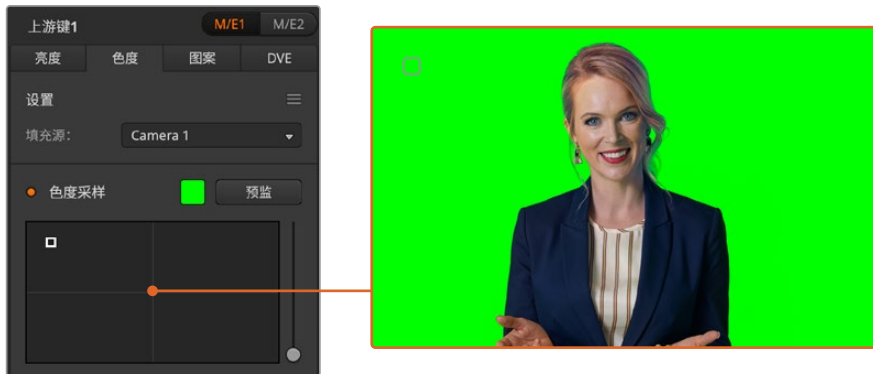 上游键1
M/E1 M/E2
亮度 色度 图案 DVE
设置
填充源: Camera 1
色度采样 预监